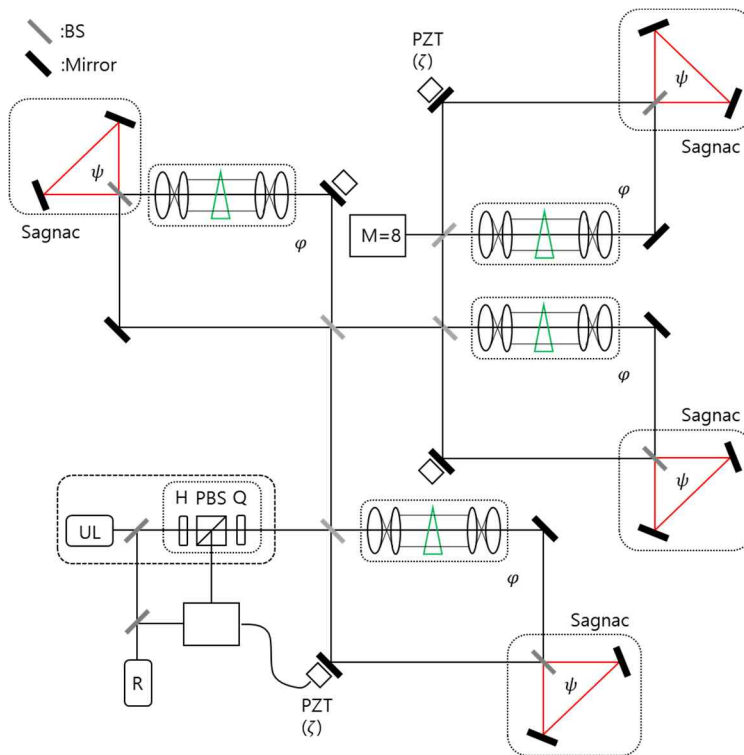 :BS
:Mirror
PZT
(ζ)
ψ
Sagnac
ψ
Sagnac
φ
φ
M=8
φ
Sagnac
ψ
H PBS Q
UL
φ
Sagnac
ψ
R
PZT
(ζ)